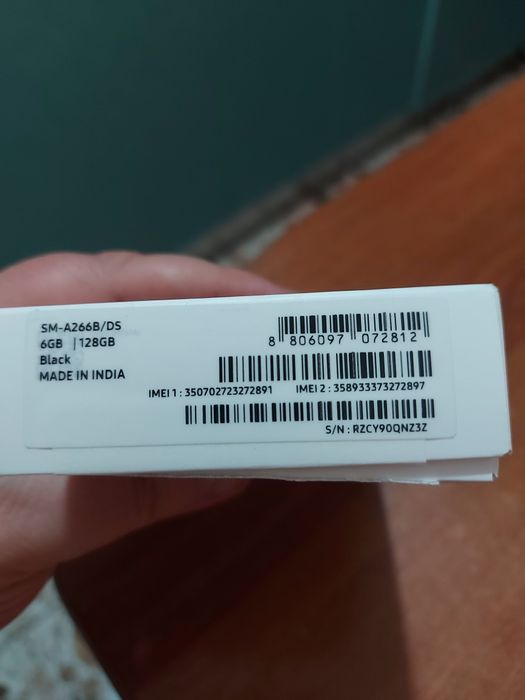 SM-A266B/DS
6GB | 128GB
Black
MADE IN INDIA
8 806097 072812
IMEI 1 : 350702723272891 IMEI 2 : 358933373272897
S/N : RZCY90QNZ3Z